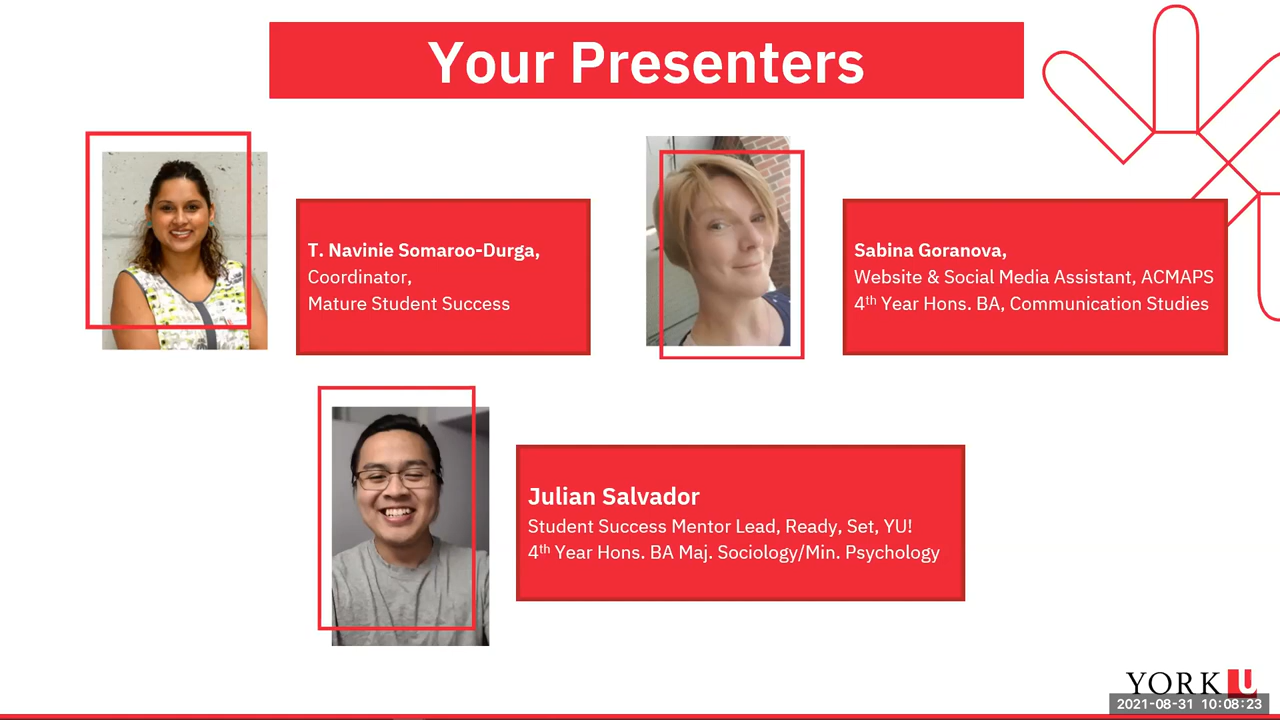 Your Presenters
T. Navinie Somaroo-Durga,
Coordinator,
Mature Student Success
Sabina Goranova,
Website & Social Media Assistant, ACMAPS
4th Year Hons. BA, Communication Studies
Julian Salvador
Student Success Mentor Lead, Ready, Set, YU!
4th Year Hons. BA Maj. Sociology/Min. Psychology
YORK U
2021-08-31 10:08:23